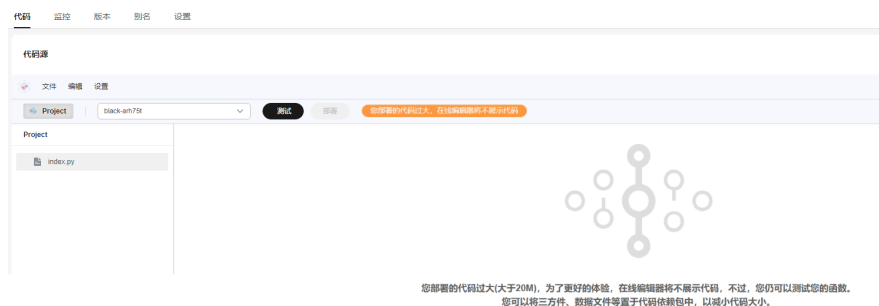 代码 监控 版本 别名 设置
代码源
文件 编辑 设置
Project black-arh75t 测试 部署 您部署的代码过大，在线编辑器将不展示代码
Project
index.py
您部署的代码过大(大于20M)，为了更好的体验，在线编辑器将不展示代码，不过，您仍可以测试您的函数。
您可以将三方件、数据文件等置于代码依赖包中，以减小代码大小。